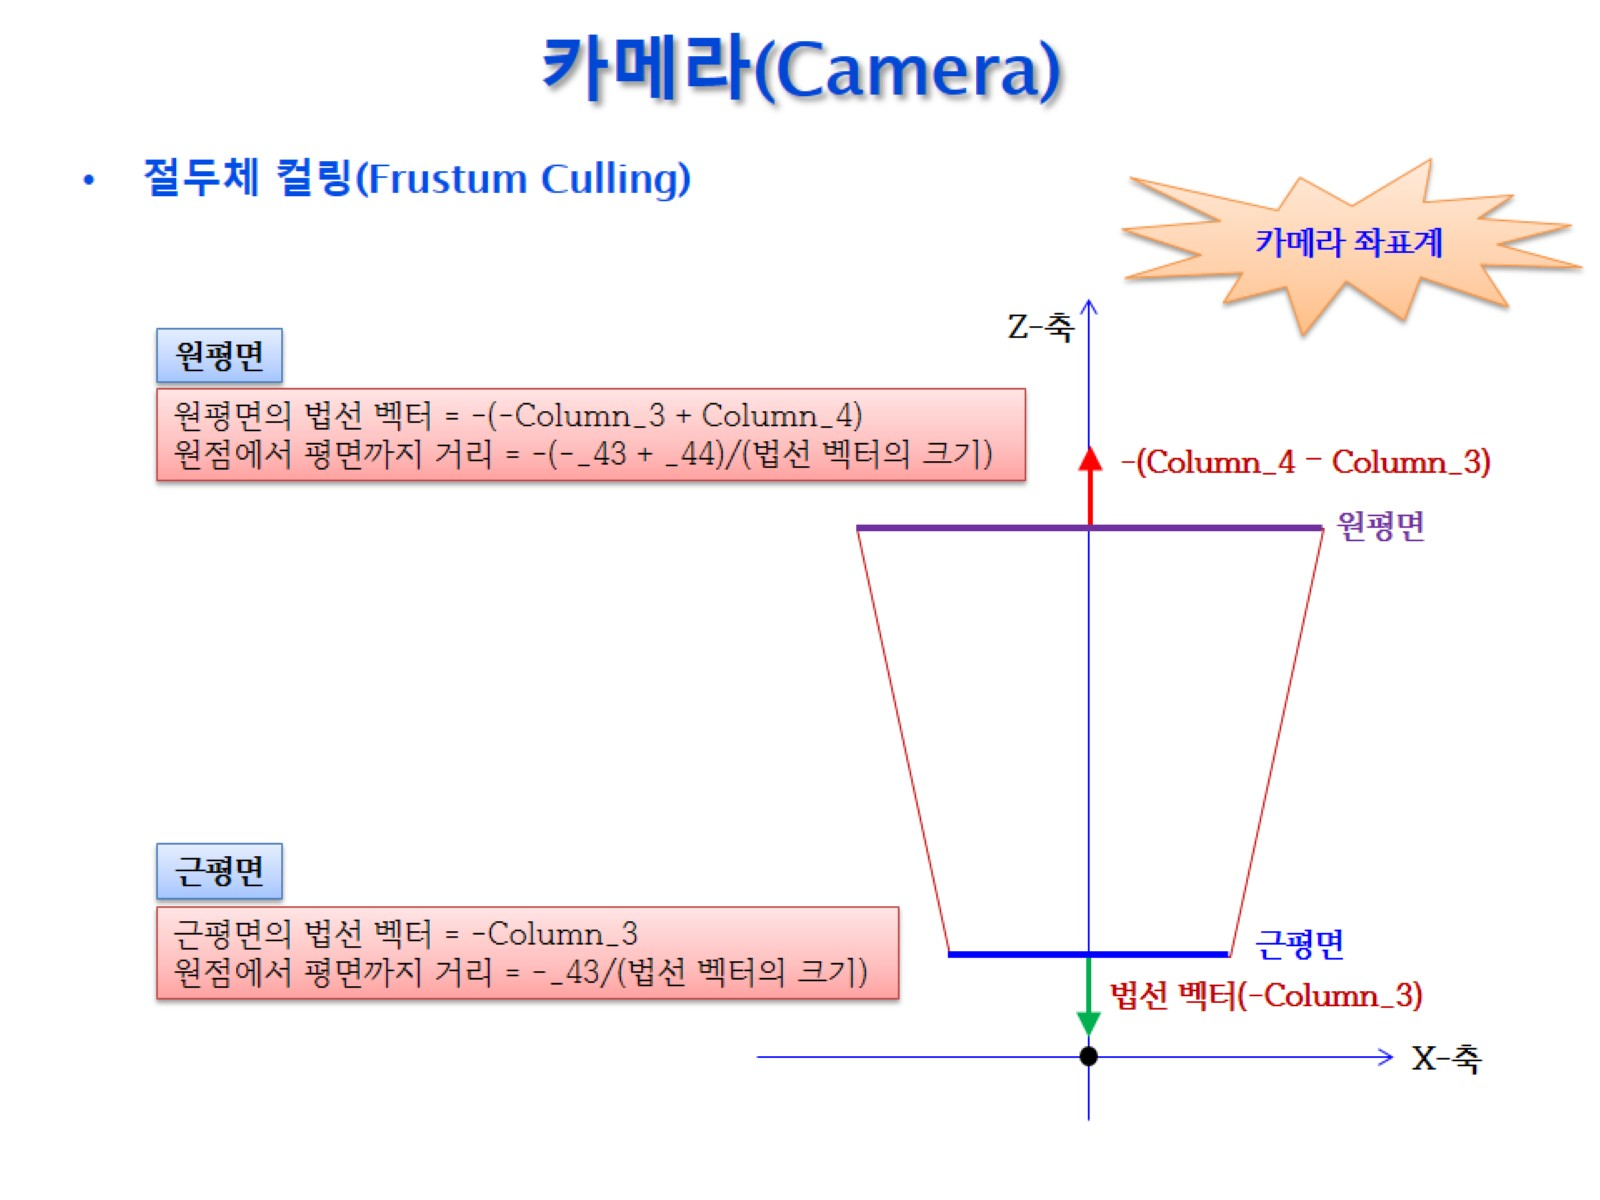 카메라(Camera)
• 절두체 컬링(Frustum Culling)
카메라 좌표계
Z-축
원평면
원평면의 법선 벡터 = -(-Column_3 + Column_4)
원점에서 평면까지 거리 = -(-_43 + _44)/(법선 벡터의 크기)
-(Column_4 - Column_3)
원평면
근평면
근평면의 법선 벡터 = -Column_3
원점에서 평면까지 거리 = -_43/(법선 벡터의 크기)
근평면
법선 벡터(-Column_3)
X-축